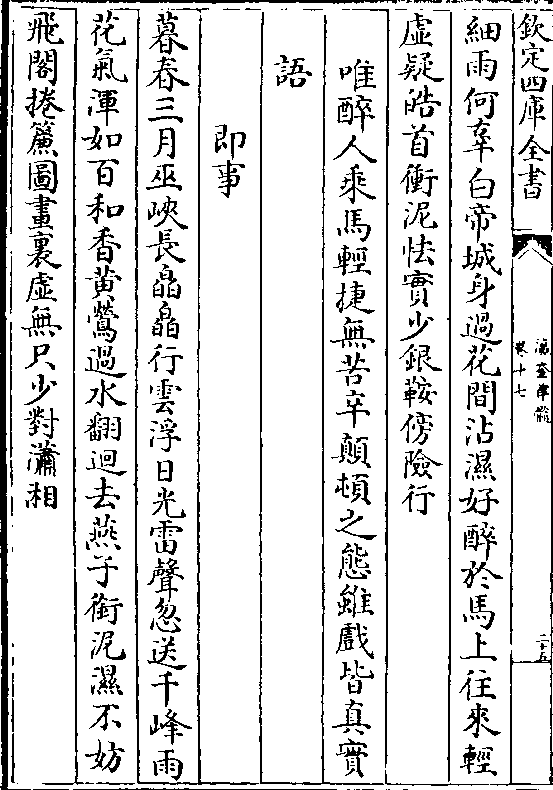 欽定四庫全書
瀛奎律髓
卷十七
二十五
細雨何辜白帝城身過花間沾濕好醉於馬上往來輕
虛疑皓首衝泥怯實少銀鞍傍險行
唯醉人乘馬輕捷無苦辛顛頓之態雖戲皆真實
語
即事
暮春三月巫峽長皛皛行雲浮日光雷聲忽送千峰雨
花氣渾如百和香黃鶯過水翻迴去燕子銜泥濕不妨
飛閣捲簾圖畫裏虛無只少對瀟湘